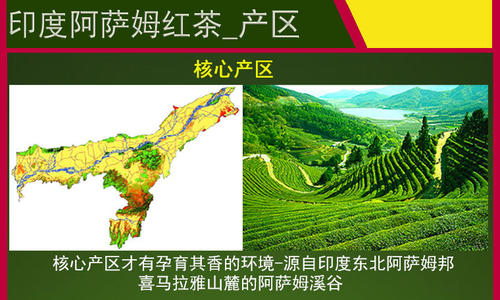 印度阿萨姆红茶_产区
核心产区
核心产区才有孕育其香的环境-源自印度东北阿萨姆邦
喜马拉雅山麓的阿萨姆溪谷